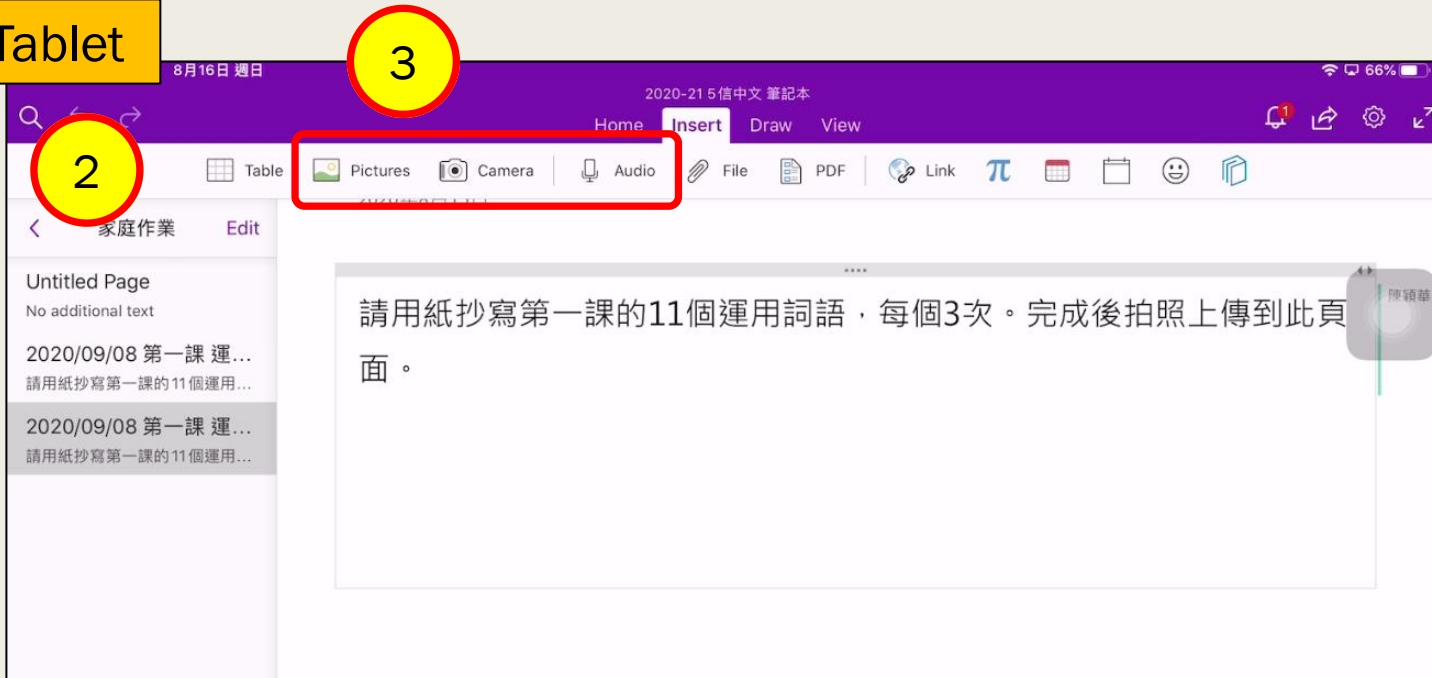 Tablet
3
8月16日 週日
66%
2020-21 5信中文 筆記本
1
Home Insert Draw View
2
Table Pictures Camera Audio File PDF Link π
家庭作業 Edit
Untitled Page
No additional text
2020/09/08 第一課 運...
請用紙抄寫第一課的11個運用...
2020/09/08 第一課 運...
請用紙抄寫第一課的11個運用...
請用紙抄寫第一課的11個運用詞語，每個3次。完成後拍照上傳到此頁
面。
陳穎華